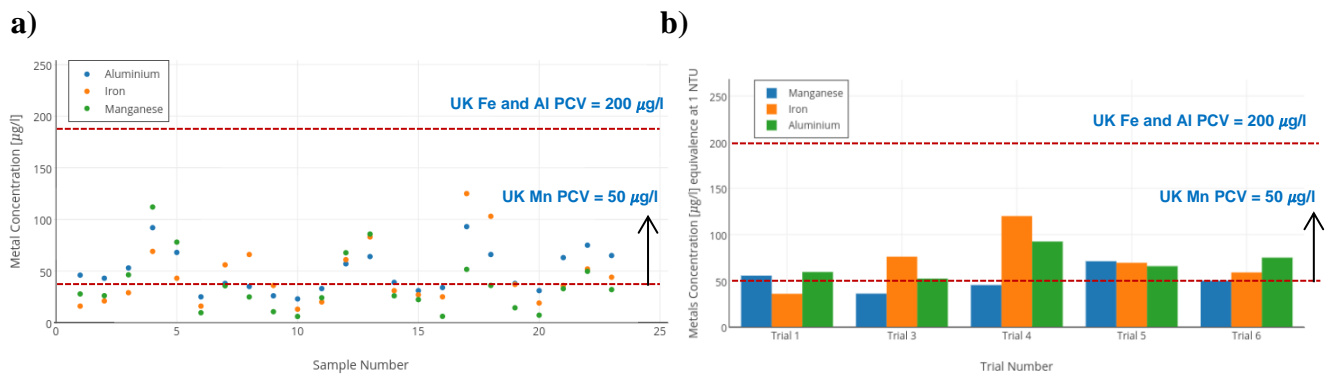 a)
Metal Concentration [µg/l]
250
200
150
100
50
0
Aluminium
Iron
Manganese
UK Fe and Al PCV = 200 µg/l
UK Mn PCV = 50 µg/l
0 5 10 15 20 25
Sample Number
b)
Metals Concentration [µg/l] equivalence at 1 NTU
250
200
150
100
50
0
Manganese
Iron
Aluminium
UK Fe and Al PCV = 200 µg/l
UK Mn PCV = 50 µg/l
Trial 1 Trial 3 Trial 4 Trial 5 Trial 6
Trial Number